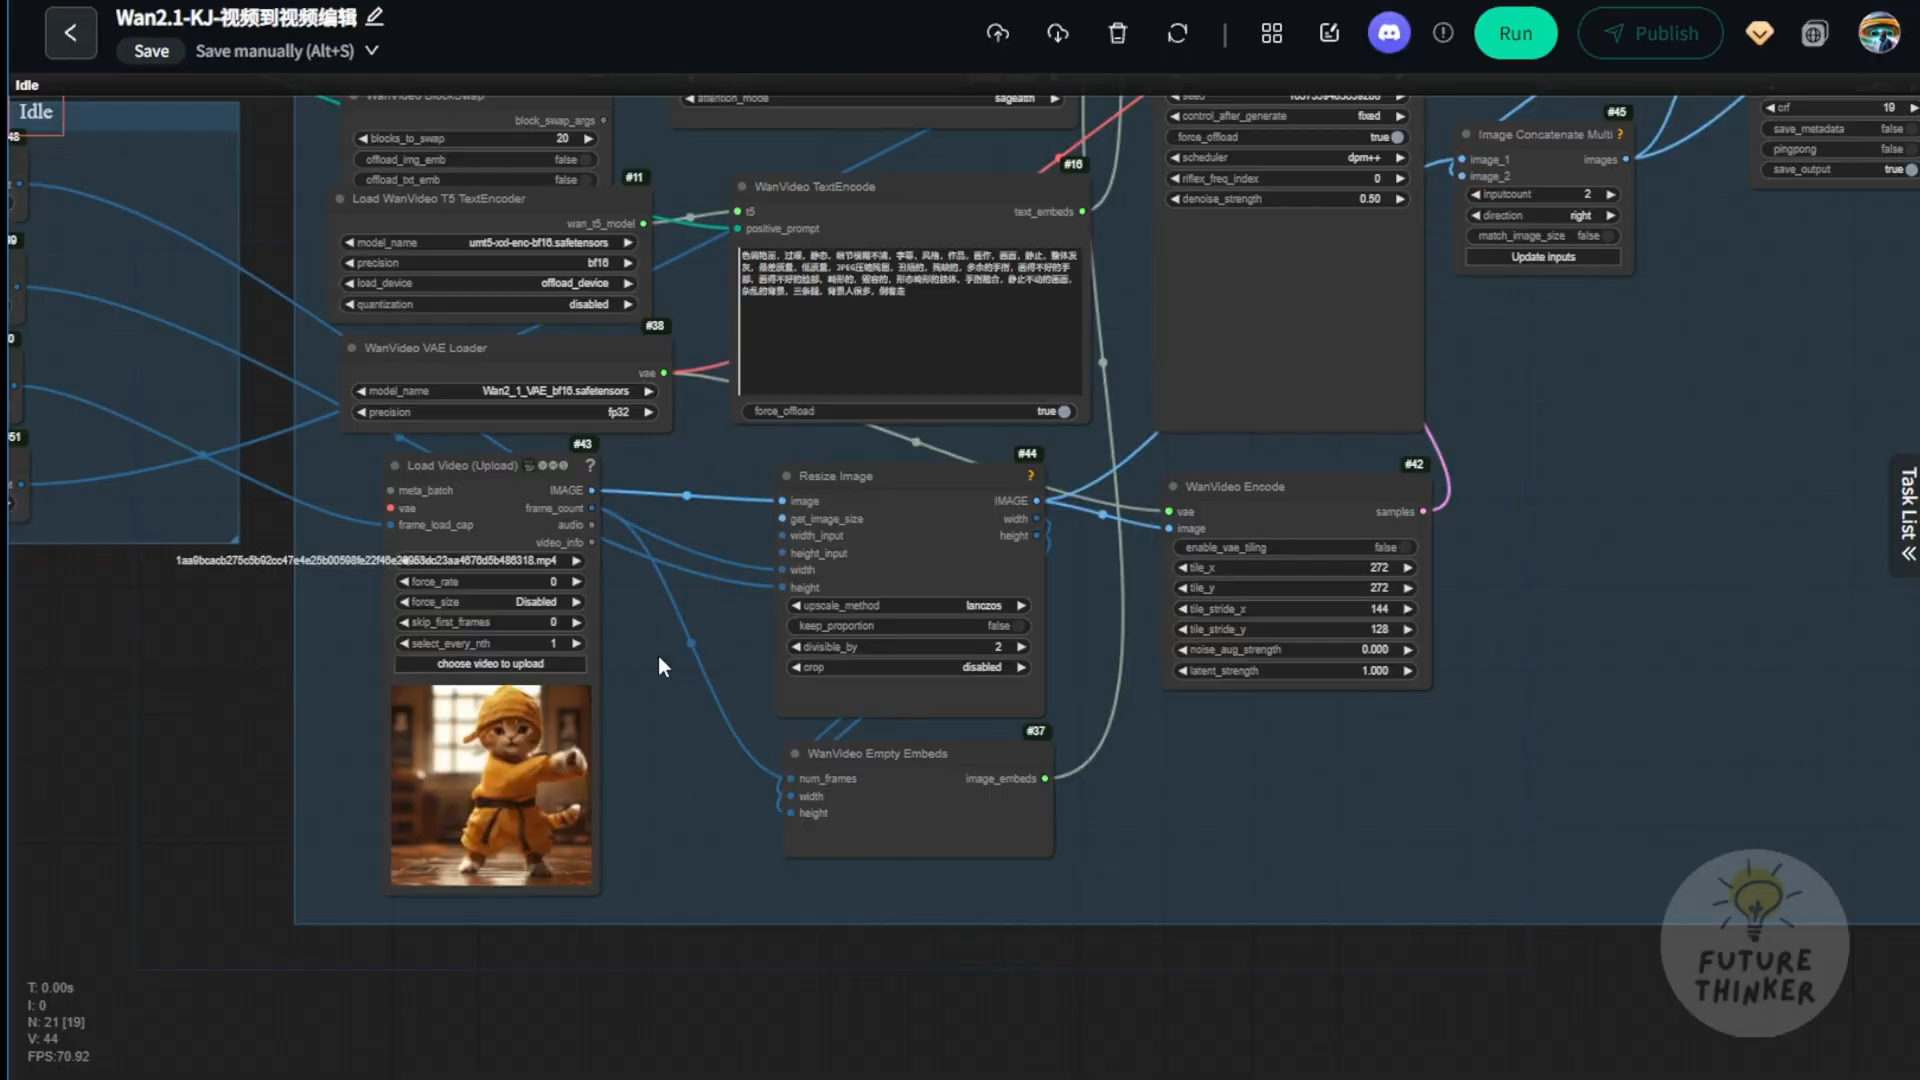 Wan2.1-KJ-视频到视频编辑
Save
Save manually (Alt+S)
Run
Publish
Idle
Idle
48
WanVideo BlockSwap
block_swap_args
blocks_to_swap 20
offload_img_emb false
offload_txt_emb false
#11
Load WanVideo T5 TextEncoder
wan_t5_model
model_name umt5-xxl-enc-bf16.safetensors
precision bf16
load_device offload_device
quantization disabled
#38
WanVideo VAE Loader
vae
model_name Wan2_1_VAE_bf16.safetensors
precision fp32
51
attention_mode sageattn
#16
WanVideo TextEncode
t5 text_embeds
positive_prompt
force_offload true
seed
control_after_generate fixed
force_offload true
scheduler dpm++
riflex_freq_index 0
denoise_strength 0.50
#45
Image Concatenate Multi ?
image_1 images
image_2
inputcount 2
direction right
match_image_size false
Update inputs
crf 19
save_metadata false
pingpong false
save_output true
#43
Load Video (Upload) ?
meta_batch IMAGE
vae frame_count
frame_load_cap audio
video_info
force_rate 0
force_size Disabled
skip_first_frames 0
select_every_nth 1
choose video to upload
#44
Resize Image ?
image IMAGE
get_image_size width
width_input height
height_input
width
height
upscale_method lanczos
keep_proportion false
divisible_by 2
crop disabled
#42
WanVideo Encode
vae samples
image
enable_vae_tiling false
tile_x 272
tile_y 272
tile_stride_x 144
tile_stride_y 128
noise_aug_strength 0.000
latent_strength 1.000
#37
WanVideo Empty Embeds
num_frames image_embeds
width
height
Task List
FUTURE
THINKER
T: 0.00s
I: 0
N: 21 [19]
V: 44
FPS:70.92